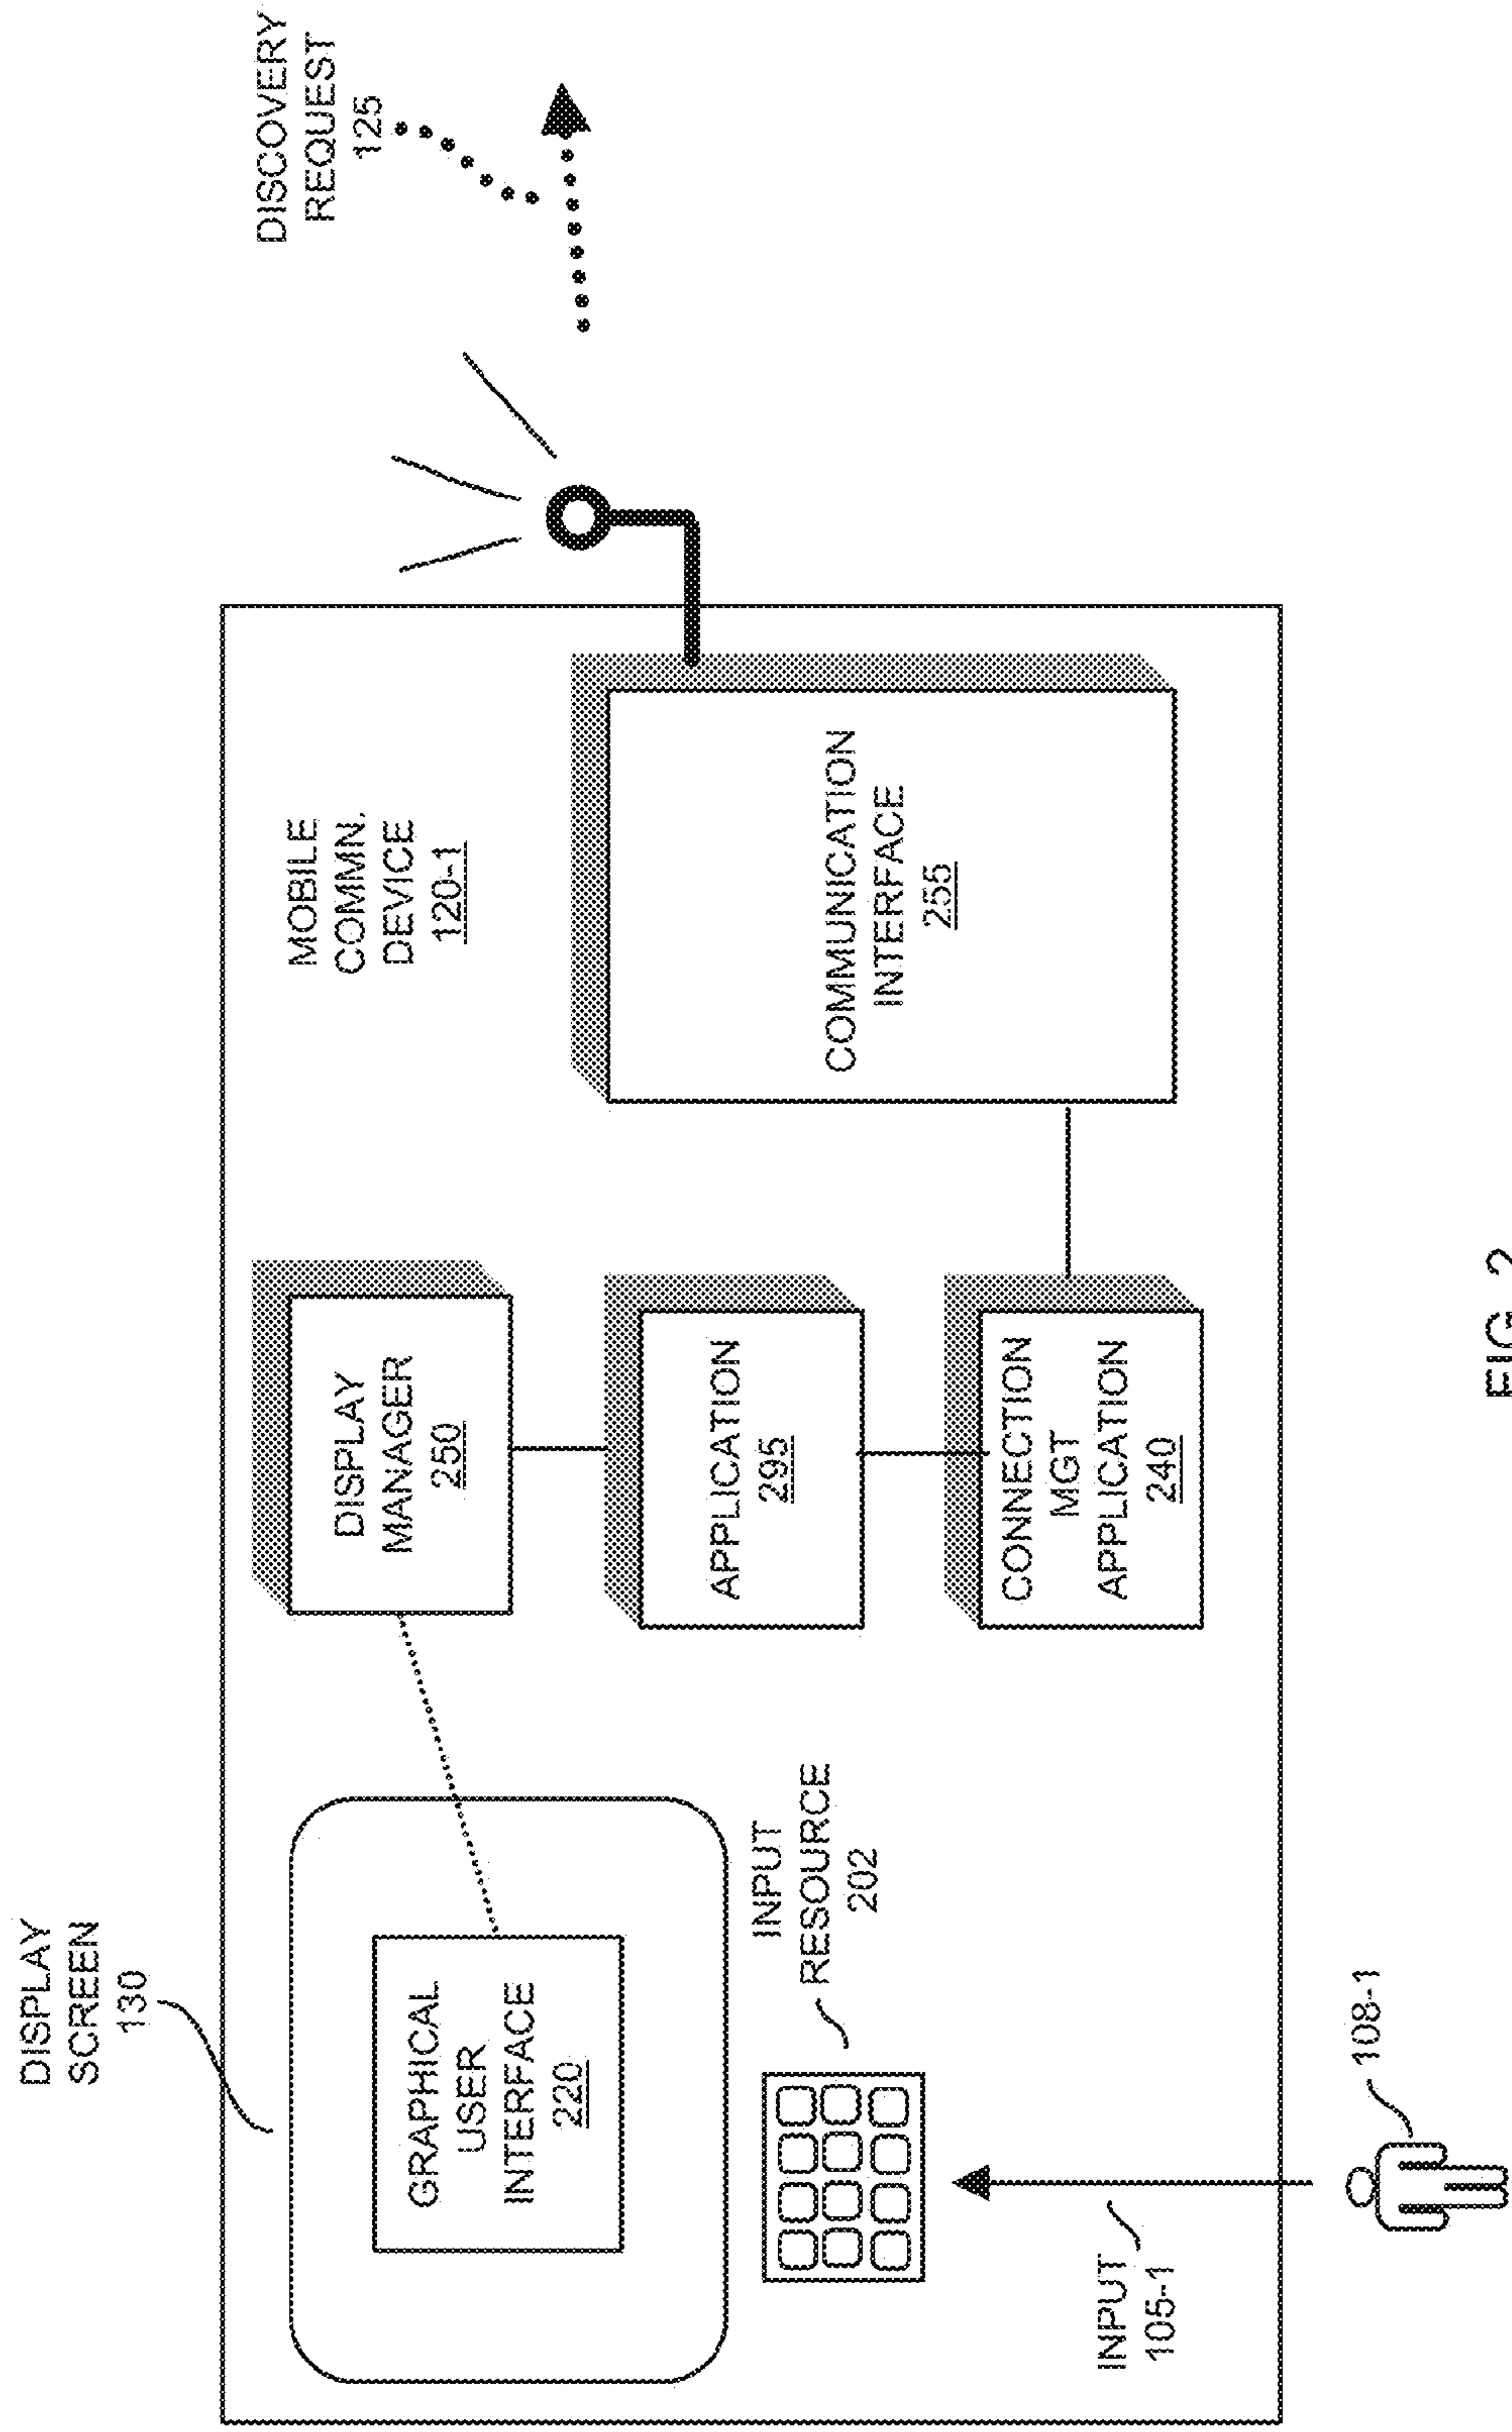 DISPLAY
SCREEN
130
GRAPHICAL
USER
INTERFACE
220
DISPLAY
MANAGER
250
MOBILE
COMMN.
DEVICE
120-1
DISCOVERY
REQUEST
125
APPLICATION
295
INPUT
RESOURCE
202
COMMUNICATION
INTERFACE
255
CONNECTION
MGT
APPLICATION
240
INPUT
105-1
108-1
FIG. 2